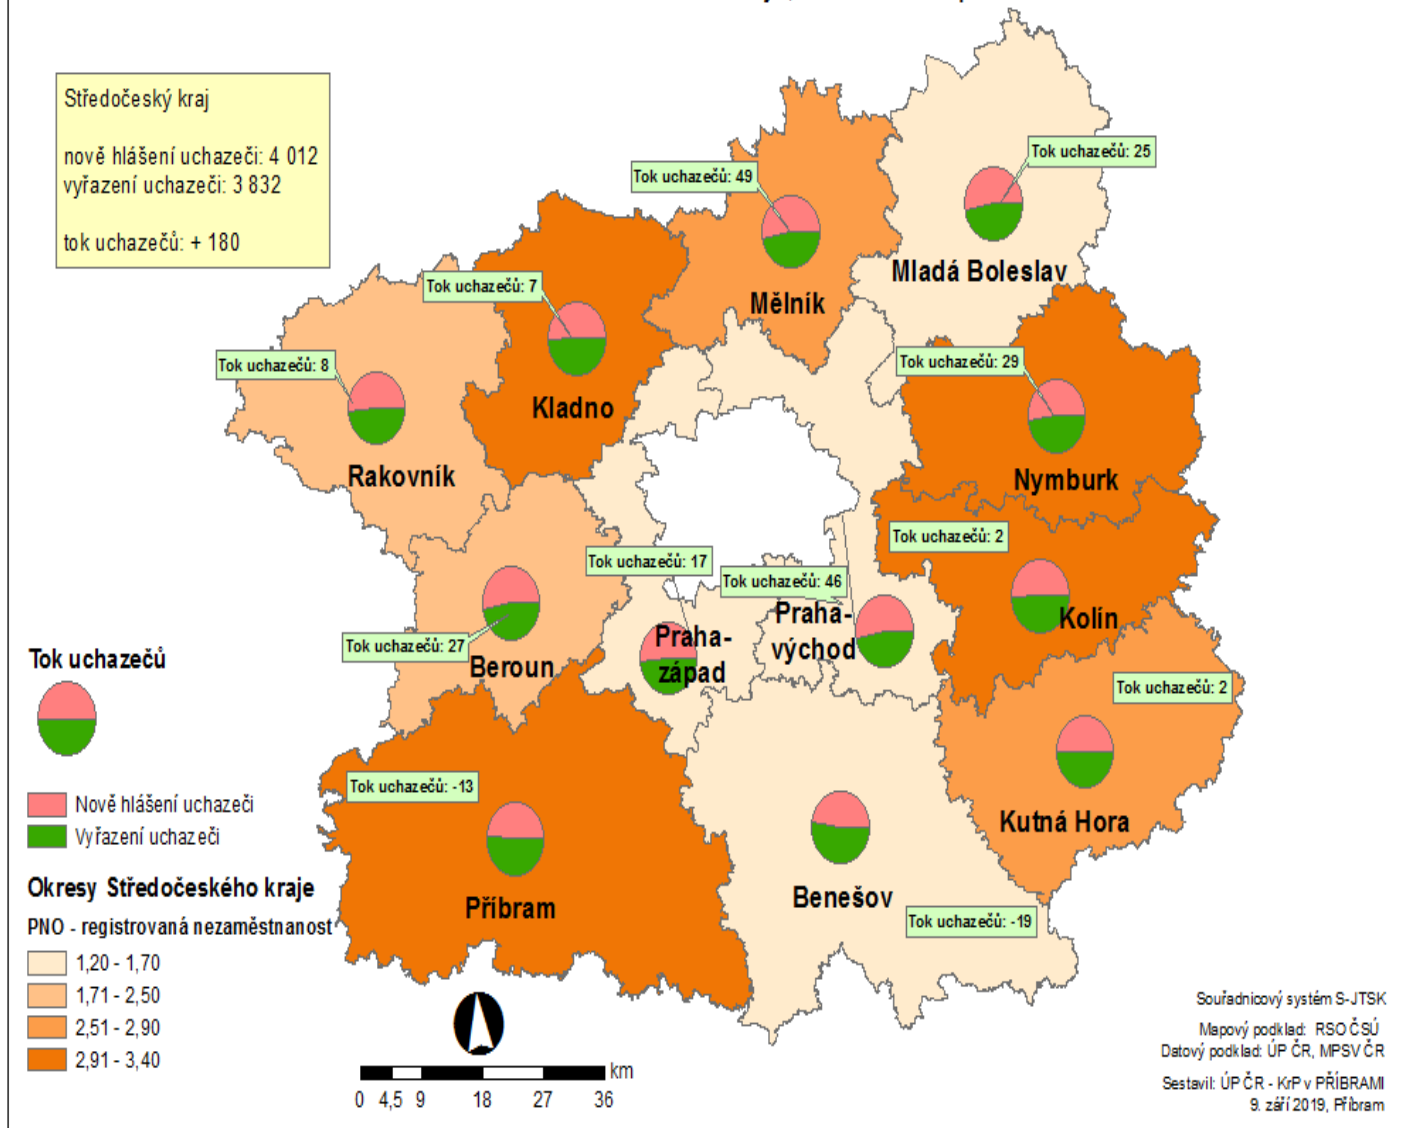 Středočeský kraj
nově hlášení uchazeči: 4 012
vyřazení uchazeči: 3 832
tok uchazečů: + 180
Tok uchazečů: 25
Tok uchazečů: 49
Mladá Boleslav
Tok uchazečů: 7
Mělník
Tok uchazečů: 8
Tok uchazečů: 29
Kladno
Rakovník
Nymburk
Tok uchazečů: 2
Tok uchazečů: 17
Tok uchazečů: 46
Praha-
východ
Kolín
Praha-
západ
Tok uchazečů: 27
Beroun
Tok uchazečů: 2
Tok uchazečů: -13
Kutná Hora
Příbram
Benešov
Tok uchazečů: -19
Tok uchazečů
Nově hlášení uchazeči
Vyřazení uchazeči
Okresy Středočeského kraje
PNO - registrovaná nezaměstnanost
1,20 - 1,70
1,71 - 2,50
2,51 - 2,90
2,91 - 3,40
km
0 4,5 9 18 27 36
Souřadnicový systém S-JTSK
Mapový podklad: RSO ČSÚ
Datový podklad: ÚP ČR, MPSV ČR
Sestavil: ÚP ČR - KrP v PŘÍBRAMI
9. září 2019, Příbram